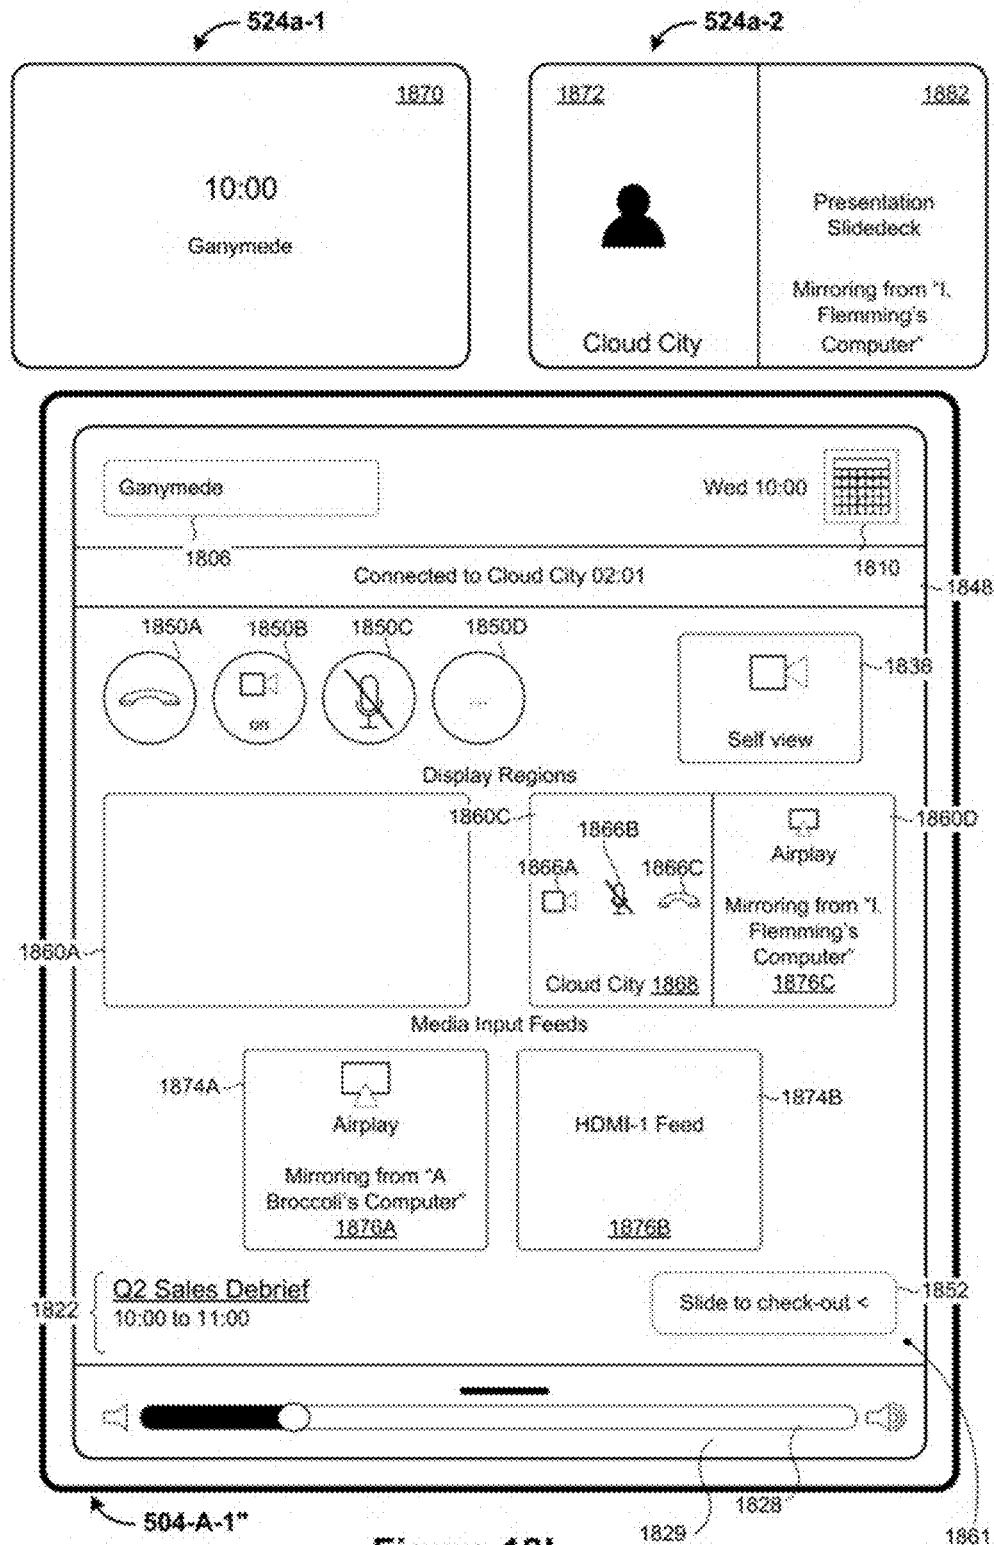 524a-1
524a-2
1870
10:00
Ganymede
1872
1882
Cloud City
Presentation
Slidedeck
Mirroring from "I.
Flemming's
Computer"
Ganymede
Wed 10:00
1806
1810
Connected to Cloud City 02:01
1848
1850A
1850B
1850C
1850D
on
...
1838
Self view
Display Regions
1860A
1860C
1866B
1866A
1866C
Cloud City 1868
1860D
Airplay
Mirroring from "I.
Flemming's
Computer"
1876C
Media Input Feeds
1874A
Airplay
Mirroring from "A
Broccoli's Computer"
1876A
HDMI-1 Feed
1876B
1874B
1822
Q2 Sales Debrief
10:00 to 11:00
Slide to check-out <
1852
504-A-1"
1829
1828
1861